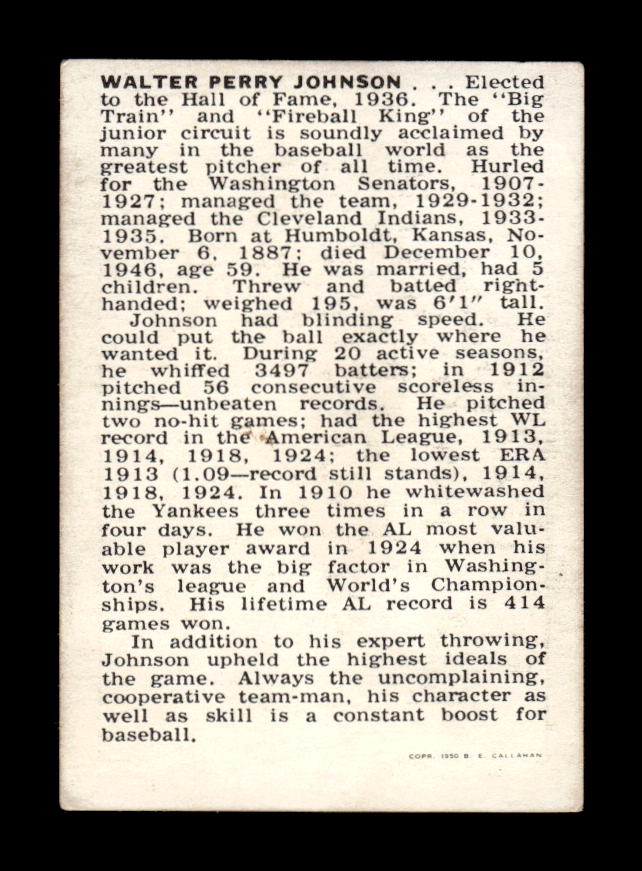 WALTER PERRY JOHNSON . . . Elected
to the Hall of Fame, 1936. The "Big
Train" and "Fireball King" of the
junior circuit is soundly acclaimed by
many in the baseball world as the
greatest pitcher of all time. Hurled
for the Washington Senators, 1907-
1927; managed the team, 1929-1932;
managed the Cleveland Indians, 1933-
1935. Born at Humboldt, Kansas, No-
vember 6, 1887; died December 10,
1946, age 59. He was married, had 5
children. Threw and batted right-
handed; weighed 195, was 6'1" tall.
Johnson had blinding speed. He
could put the ball exactly where he
wanted it. During 20 active seasons,
he whiffed 3497 batters; in 1912
pitched 56 consecutive scoreless in-
nings—unbeaten records. He pitched
two no-hit games; had the highest WL
record in the American League, 1913,
1914, 1918, 1924; the lowest ERA
1913 (1.09—record still stands), 1914,
1918, 1924. In 1910 he whitewashed
the Yankees three times in a row in
four days. He won the AL most valu-
able player award in 1924 when his
work was the big factor in Washing-
ton's league and World's Champion-
ships. His lifetime AL record is 414
games won.
In addition to his expert throwing,
Johnson upheld the highest ideals of
the game. Always the uncomplaining,
cooperative team-man, his character as
well as skill is a constant boost for
baseball.
COPR. 1950 B. E. CALLAHAN